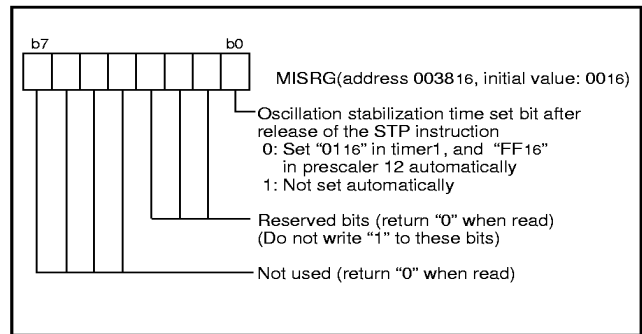 b7 b0
MISRG(address 003816, initial value: 0016)
Oscillation stabilization time set bit after
release of the STP instruction
0: Set “0116” in timer1, and “FF16”
in prescaler 12 automatically
1: Not set automatically
Reserved bits (return “0” when read)
(Do not write “1” to these bits)
Not used (return “0” when read)